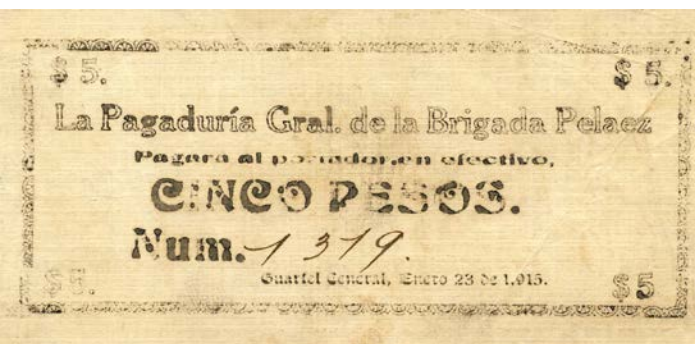 $ 5. $ 5.
La Pagaduría Gral. de la Brigada Pelaez
Pagara al portador, en efectivo,
CINCO PESOS.
Num. 1319.
Cuartel General, Enero 23 de 1.915.
$ 5. $ 5